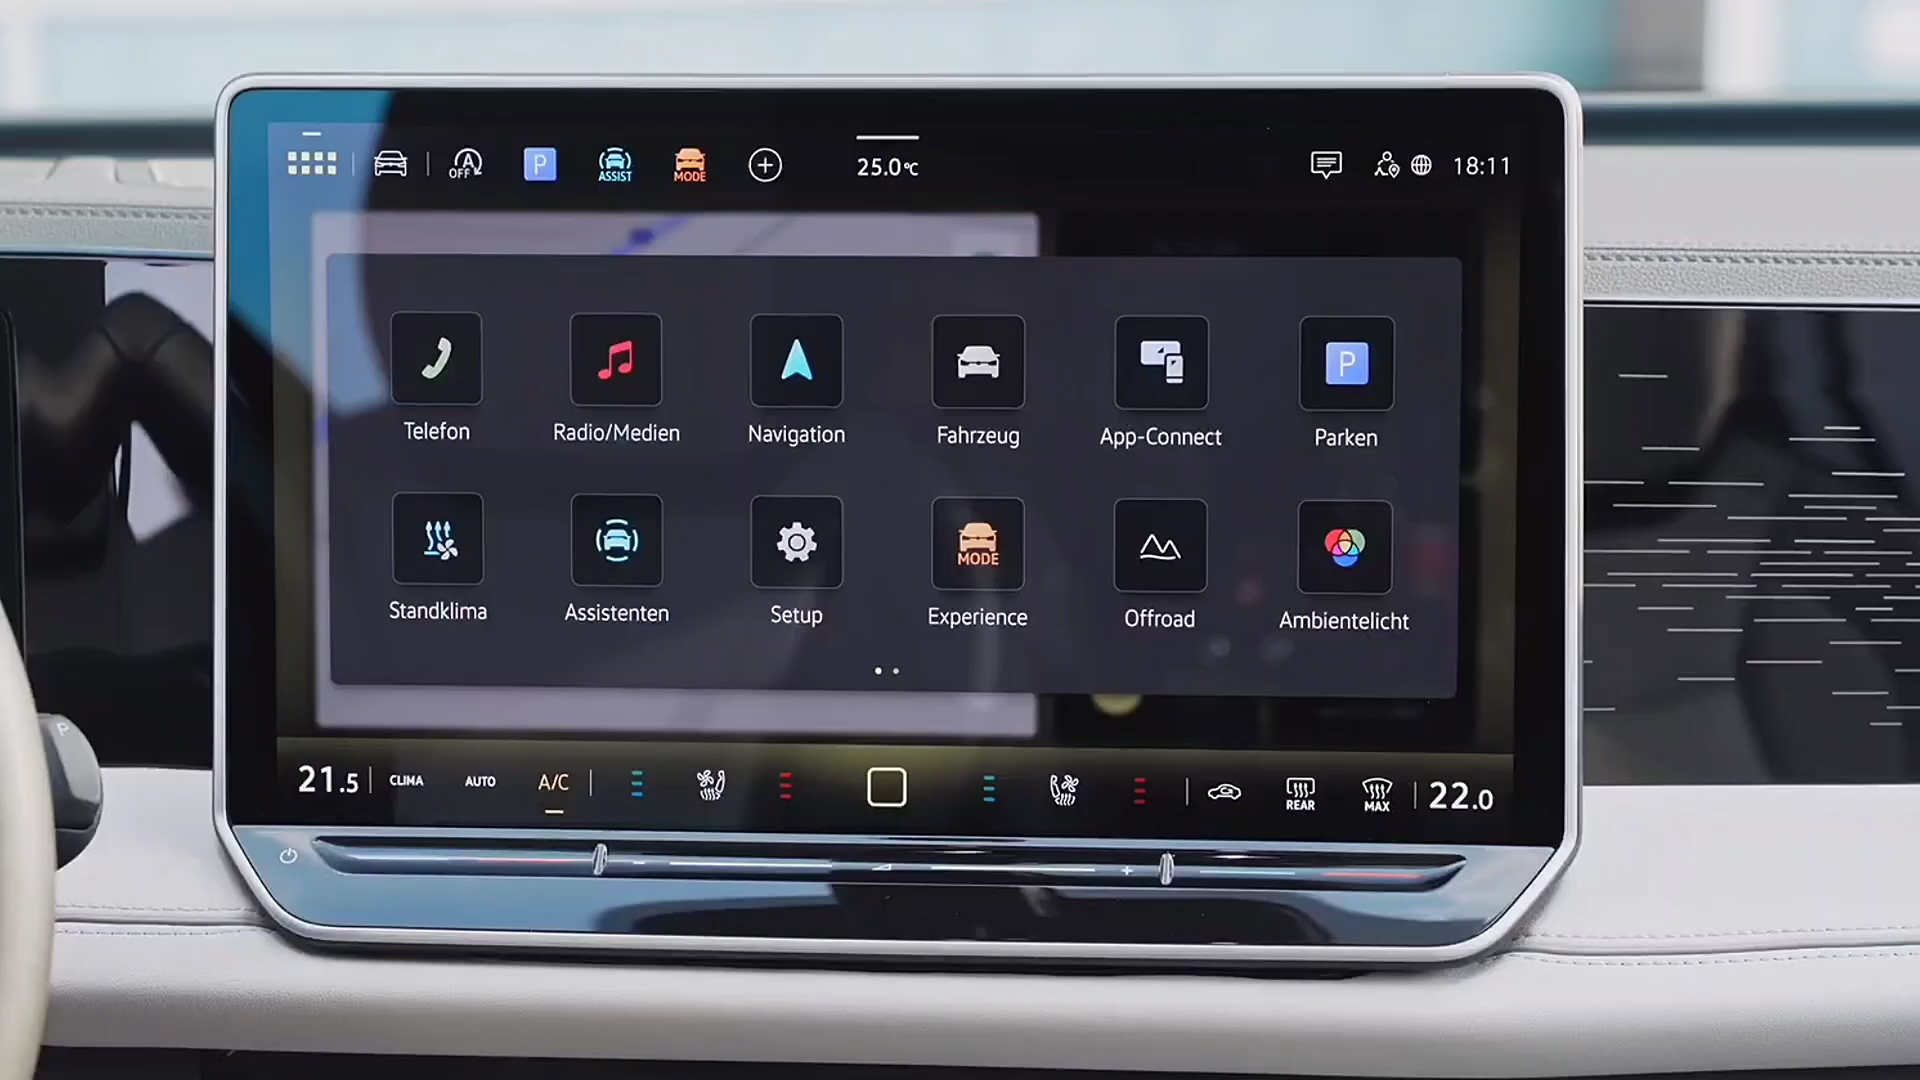 A OFF P ASSIST MODE 25.0°C 18:11
P
Telefon Radio/Medien Navigation Fahrzeug App-Connect Parken
MODE
Standklima Assistenten Setup Experience Offroad Ambientelicht
21.5 CLIMA AUTO A/C REAR MAX 22.0
P
- +